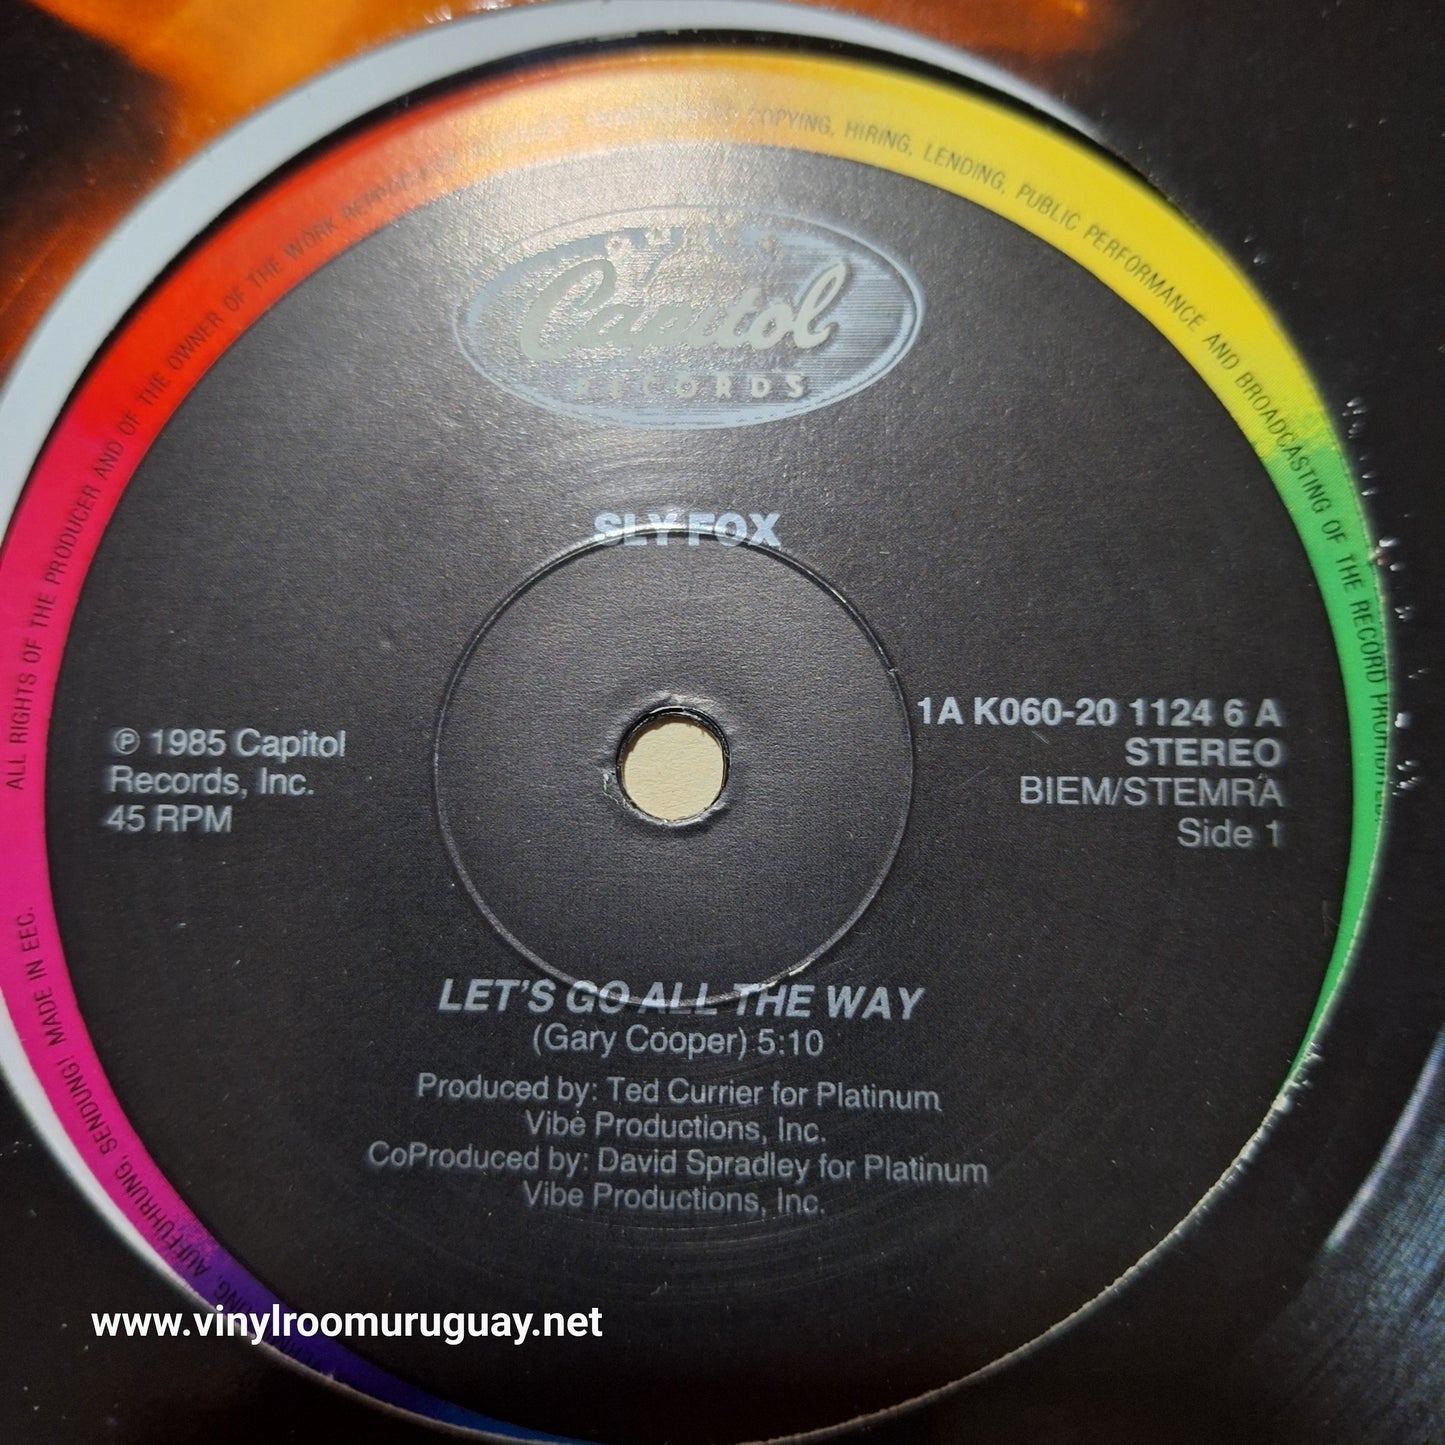 ALL RIGHTS OF THE PRODUCER AND OF THE OWNER OF THE WORK
COPYING, HIRING, LENDING, PUBLIC PERFORMANCE AND BROADCASTING OF THE RECORD PROHIBITED.
Capitol
RECORDS
SLY FOX
℗ 1985 Capitol
Records, Inc.
45 RPM
1A K060-20 1124 6 A
STEREO
BIEM/STEMRA
Side 1
LET'S GO ALL THE WAY
(Gary Cooper) 5:10
Produced by: Ted Currier for Platinum
Vibe Productions, Inc.
CoProduced by: David Spradley for Platinum
Vibe Productions, Inc.
AUFFÜHRUNG, SENDUNG! MADE IN EEC.
www.vinylroomuruguay.net